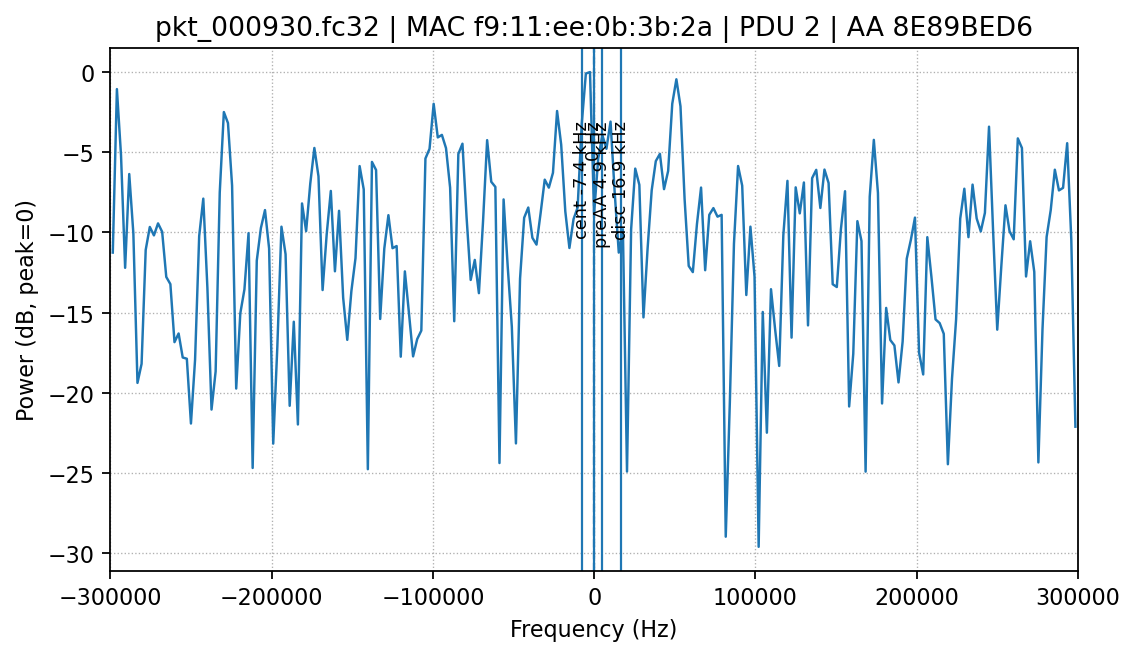 pkt_000930.fc32 | MAC f9:11:ee:0b:3b:2a | PDU 2 | AA 8E89BED6
Power (dB, peak=0)
0
−5
−10
−15
−20
−25
−30
cent -7.4 kHz
0 kHz
preAA 4.9 kHz
disc 16.9 kHz
−300000
−200000
−100000
0
100000
200000
300000
Frequency (Hz)